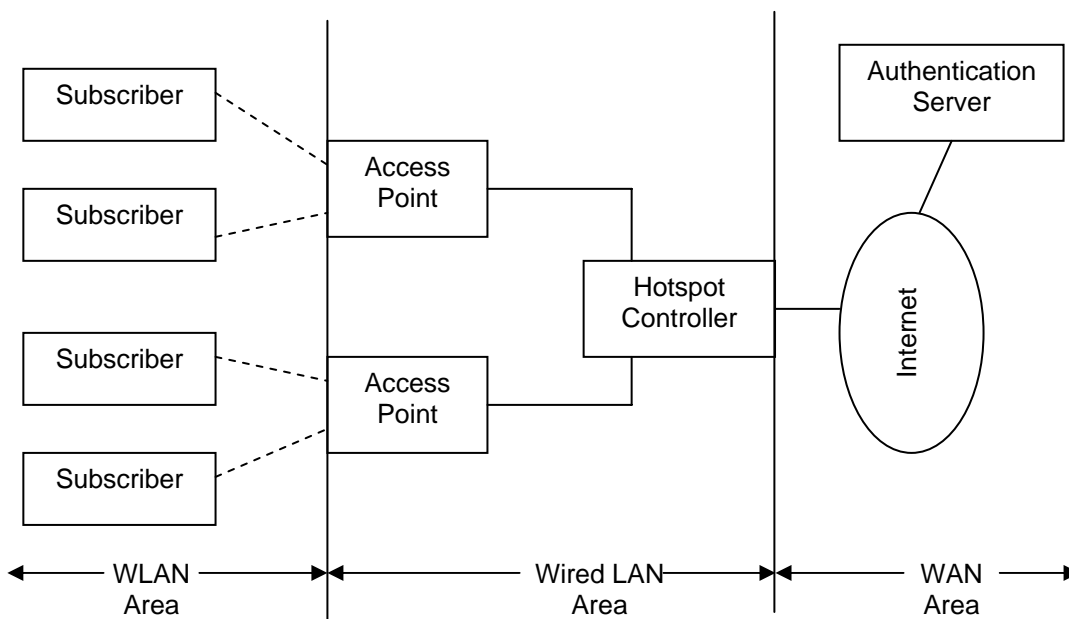 Subscriber
Authentication
Server
Access
Point
Subscriber
Hotspot
Controller
Internet
Subscriber
Access
Point
Subscriber
WLAN
Area
Wired LAN
Area
WAN
Area